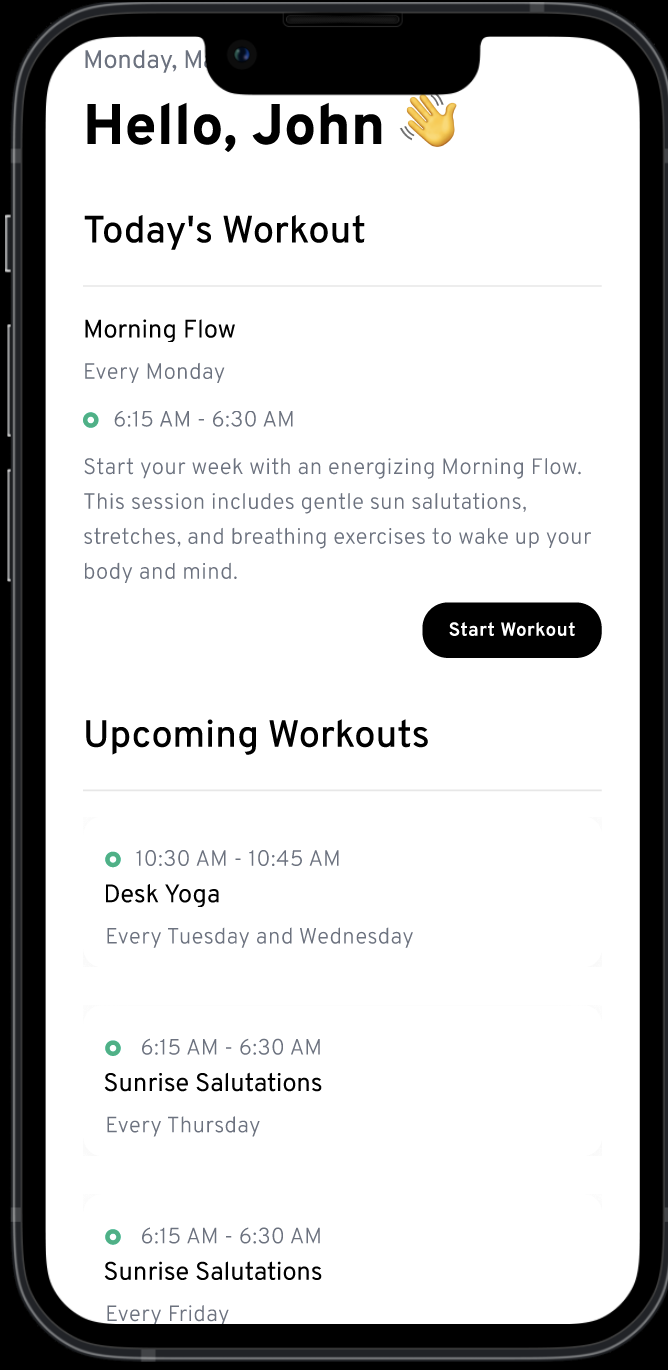 Monday,
Hello, John 👋
Today's Workout
Morning Flow
Every Monday
6:15 AM - 6:30 AM
Start your week with an energizing Morning Flow.
This session includes gentle sun salutations,
stretches, and breathing exercises to wake up your
body and mind.
Start Workout
Upcoming Workouts
10:30 AM - 10:45 AM
Desk Yoga
Every Tuesday and Wednesday
6:15 AM - 6:30 AM
Sunrise Salutations
Every Thursday
6:15 AM - 6:30 AM
Sunrise Salutations
Every Friday